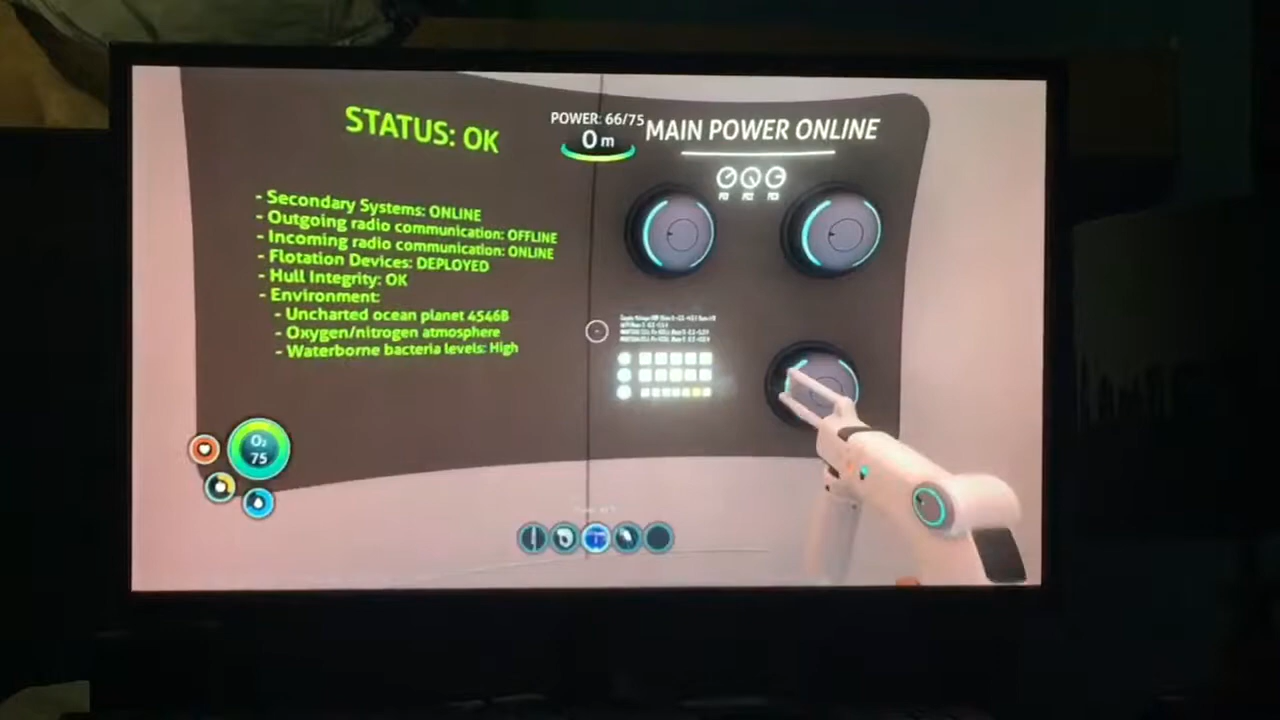 STATUS: OK
POWER: 66/75
0 m
MAIN POWER ONLINE
- Secondary Systems: ONLINE
- Outgoing radio communication: OFFLINE
- Incoming radio communication: ONLINE
- Flotation Devices: DEPLOYED
- Hull Integrity: OK
- Environment:
- Uncharted ocean planet 4546B
- Oxygen/nitrogen atmosphere
- Waterborne bacteria levels: High
O₂
75